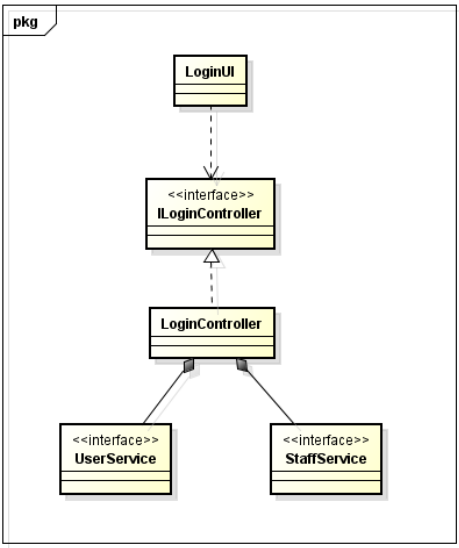 pkg
LoginUI
<<interface>>
ILoginController
LoginController
<<interface>>
UserService
<<interface>>
StaffService